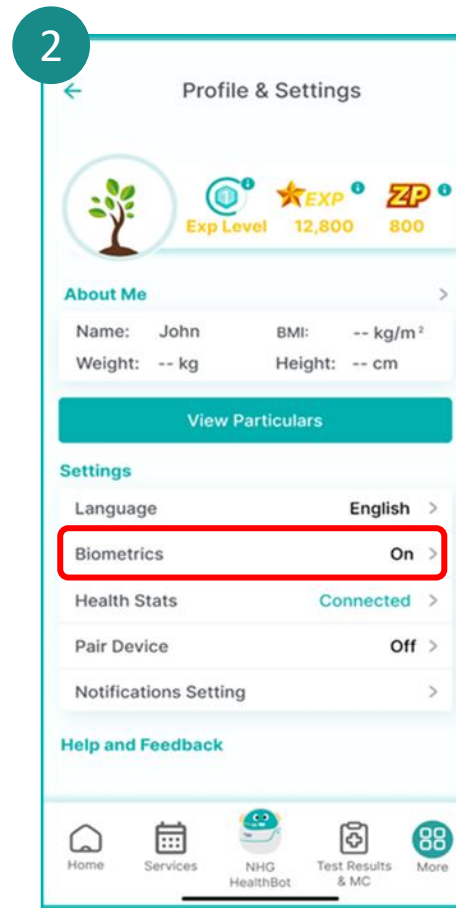 2
Profile & Settings
EXP ZP
Exp Level 12,800 800
About Me
Name: John BMI: -- kg/m²
Weight: -- kg Height: -- cm
View Particulars
Settings
Language English
Biometrics On
Health Stats Connected
Pair Device Off
Notifications Setting
Help and Feedback
Home Services NHG HealthBot Test Results & MC More